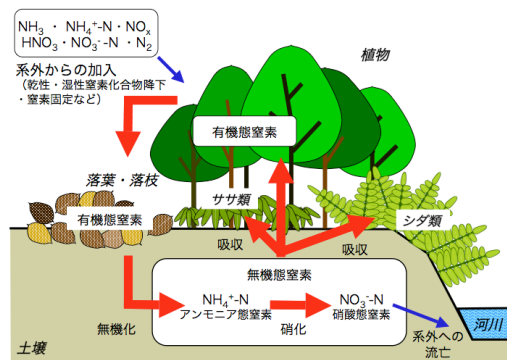 NH₃ ・ NH₄⁺-N・NOₓ
HNO₃・NO₃⁻-N ・N₂
系外からの加入
（乾性・湿性窒素化合物降下
・窒素固定など）
植物
有機態窒素
落葉・落枝
有機態窒素
ササ類
シダ類
吸収
吸収
無機態窒素
NH₄⁺-N
アンモニア態窒素
NO₃⁻-N
硝酸態窒素
無機化
硝化
河川
系外への
流亡
土壌